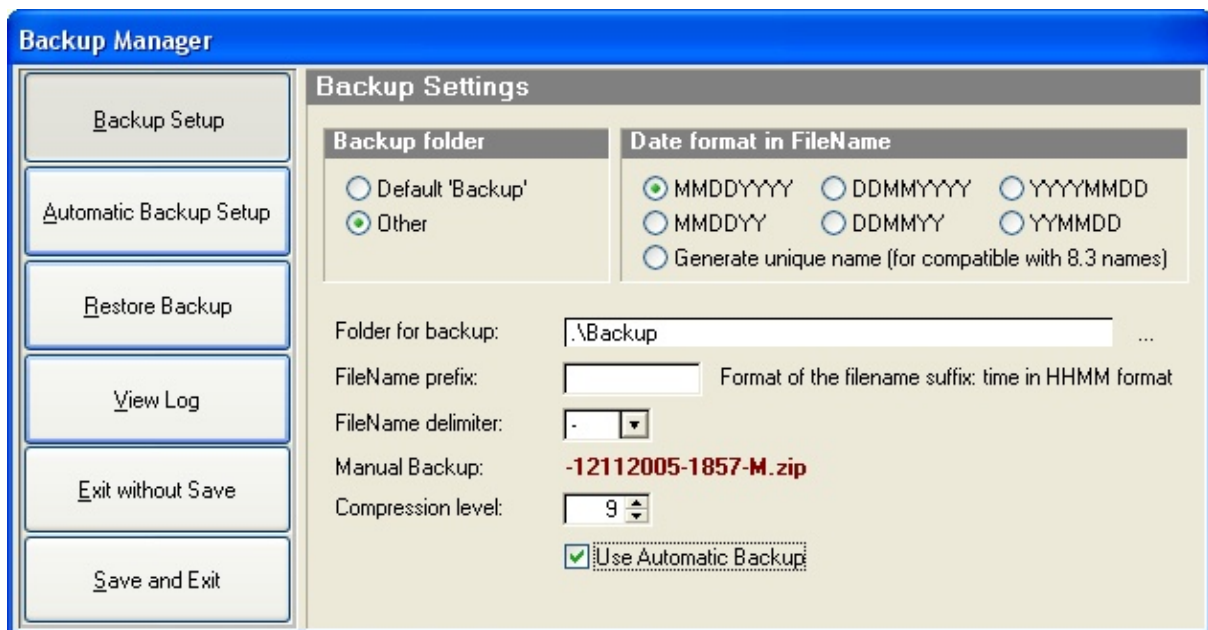 Backup Manager
Backup Setup
Automatic Backup Setup
Restore Backup
View Log
Exit without Save
Save and Exit
Backup Settings
Backup folder
Default 'Backup'
Other
Date format in FileName
MMDDYYYY DDMMYYYY YYYYMMDD
MMDDYY DDMMYY YYMMDD
Generate unique name (for compatible with 8.3 names)
Folder for backup: .\Backup ...
FileName prefix: Format of the filename suffix: time in HHMM format
FileName delimiter: -
Manual Backup: -12112005-1857-M.zip
Compression level: 9
Use Automatic Backup